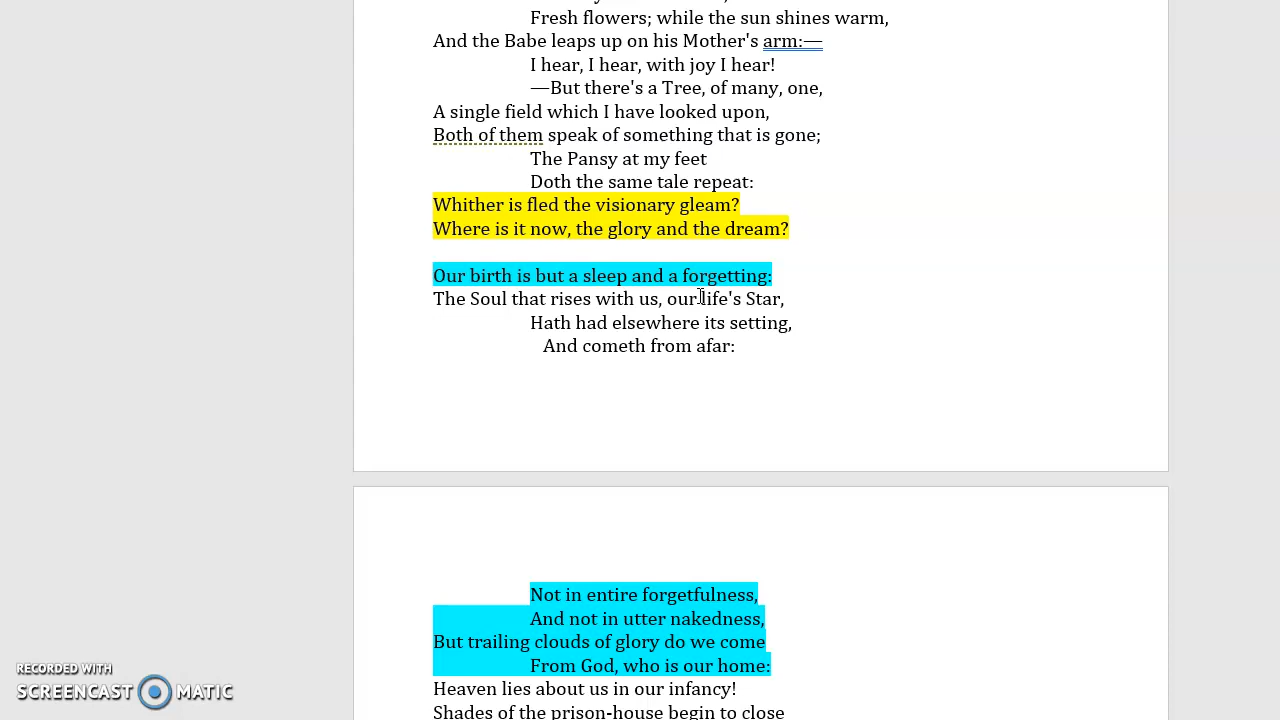 Fresh flowers; while the sun shines warm,
And the Babe leaps up on his Mother's arm:—
I hear, I hear, with joy I hear!
—But there's a Tree, of many, one,
A single field which I have looked upon,
Both of them speak of something that is gone;
The Pansy at my feet
Doth the same tale repeat:
Whither is fled the visionary gleam?
Where is it now, the glory and the dream?
Our birth is but a sleep and a forgetting:
The Soul that rises with us, our life's Star,
Hath had elsewhere its setting,
And cometh from afar:
Not in entire forgetfulness,
And not in utter nakedness,
But trailing clouds of glory do we come
From God, who is our home:
Heaven lies about us in our infancy!
Shades of the prison-house begin to close
RECORDED WITH
SCREENCAST MATIC